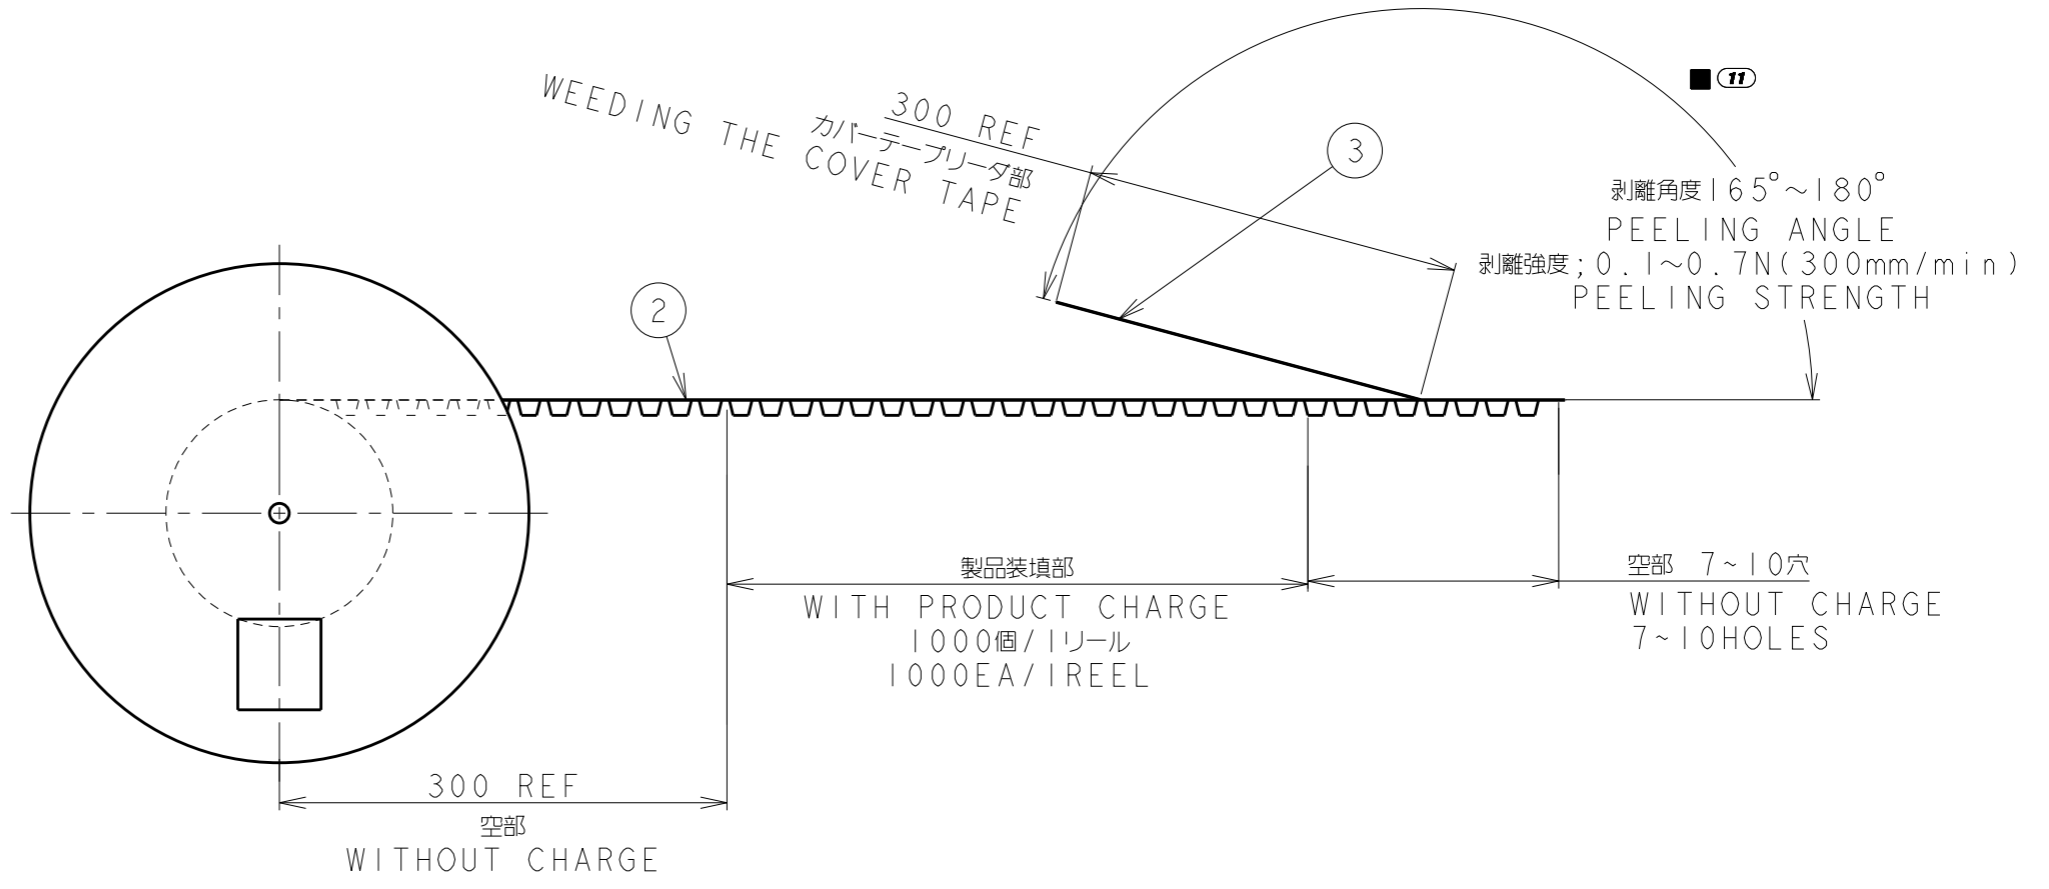 300 REF
カバーテープリーダ部
WEEDING THE COVER TAPE
11
3
剥離角度165°～180°
PEELING ANGLE
剥離強度;0.1～0.7N(300mm/min)
PEELING STRENGTH
2
製品装填部
WITH PRODUCT CHARGE
1000個/1リール
1000EA/1REEL
空部 7~10穴
WITHOUT CHARGE
7~10HOLES
300 REF
空部
WITHOUT CHARGE